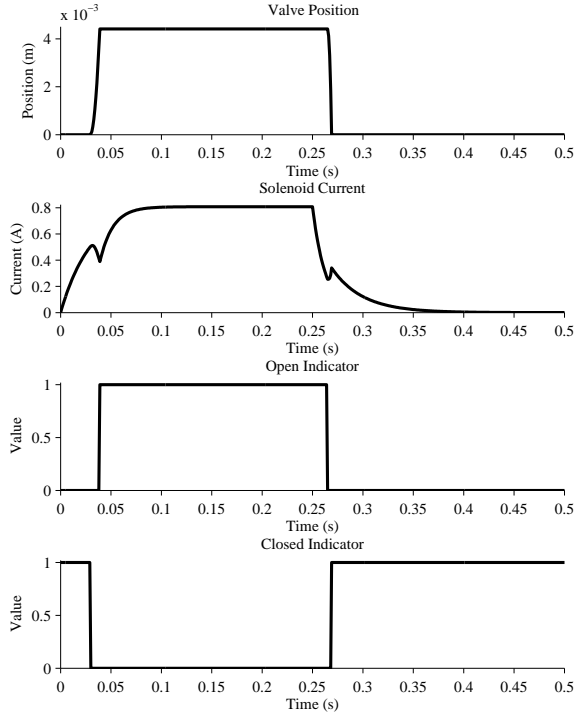 x 10⁻³
Valve Position
Position (m)
4
2
0
0 0.05 0.1 0.15 0.2 0.25 0.3 0.35 0.4 0.45 0.5
Time (s)
Solenoid Current
Current (A)
0.8
0.6
0.4
0.2
0
0 0.05 0.1 0.15 0.2 0.25 0.3 0.35 0.4 0.45 0.5
Time (s)
Open Indicator
Value
1
0.5
0
0 0.05 0.1 0.15 0.2 0.25 0.3 0.35 0.4 0.45 0.5
Time (s)
Closed Indicator
Value
1
0.5
0
0 0.05 0.1 0.15 0.2 0.25 0.3 0.35 0.4 0.45 0.5
Time (s)